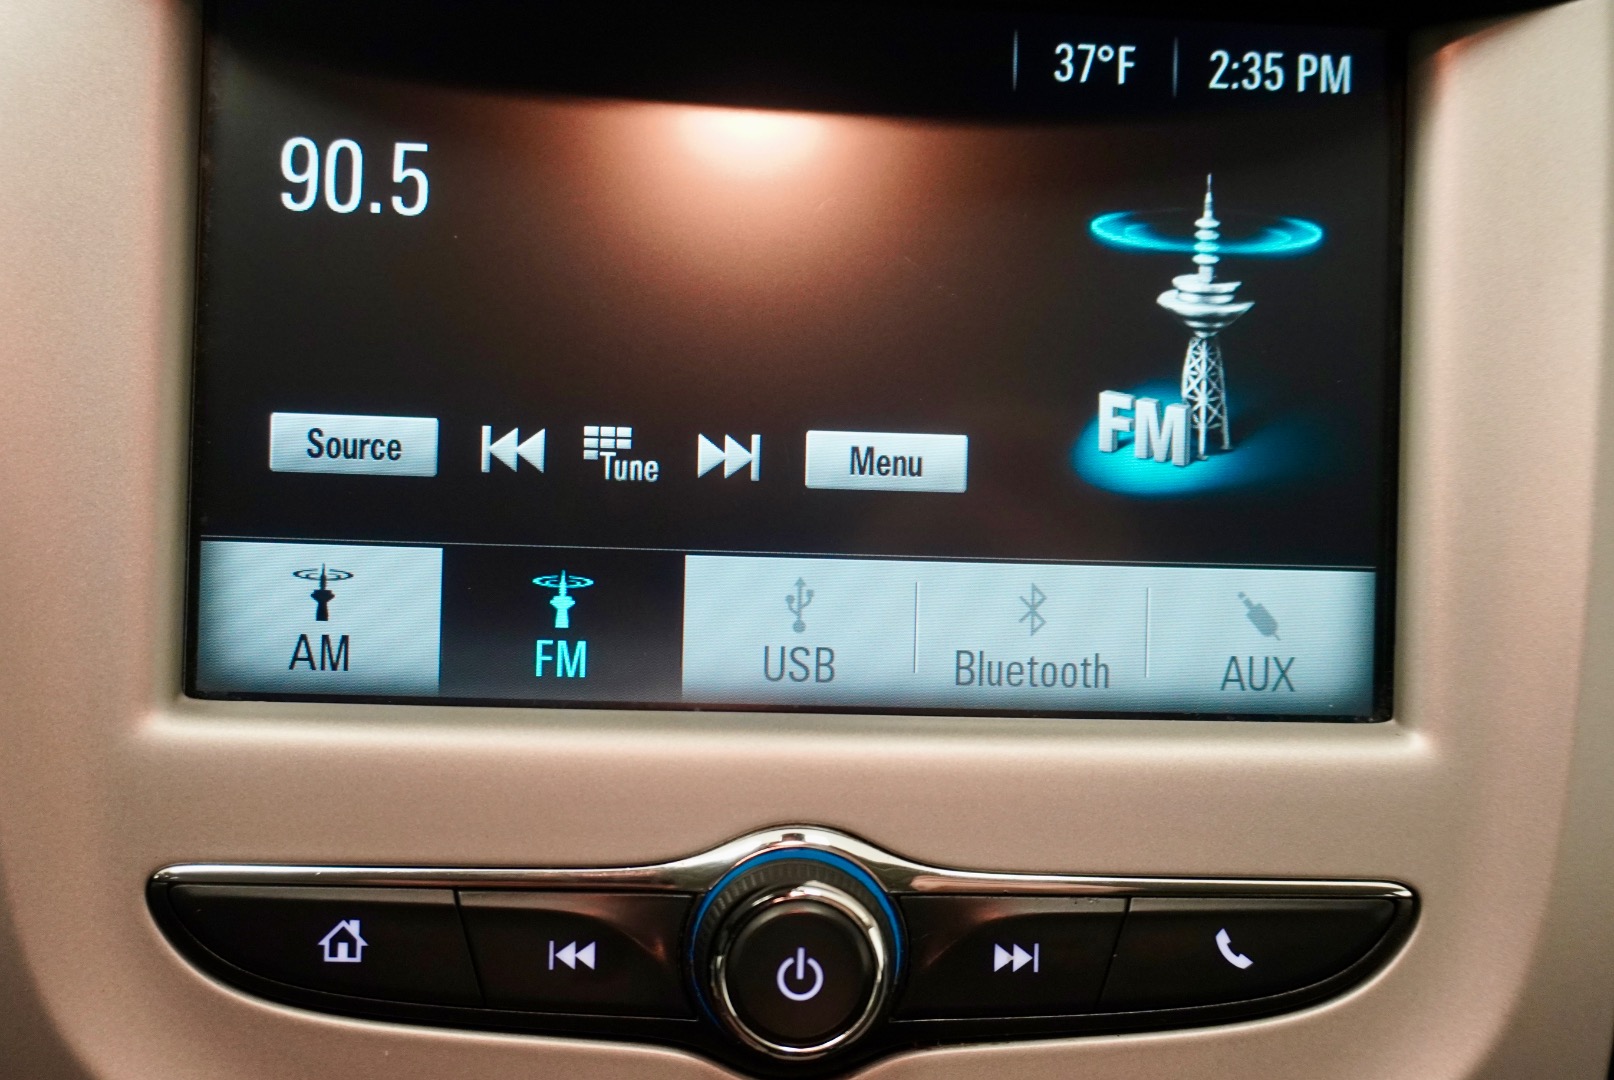 37°F 2:35 PM
90.5
Source Tune Menu
FM
AM FM USB Bluetooth AUX